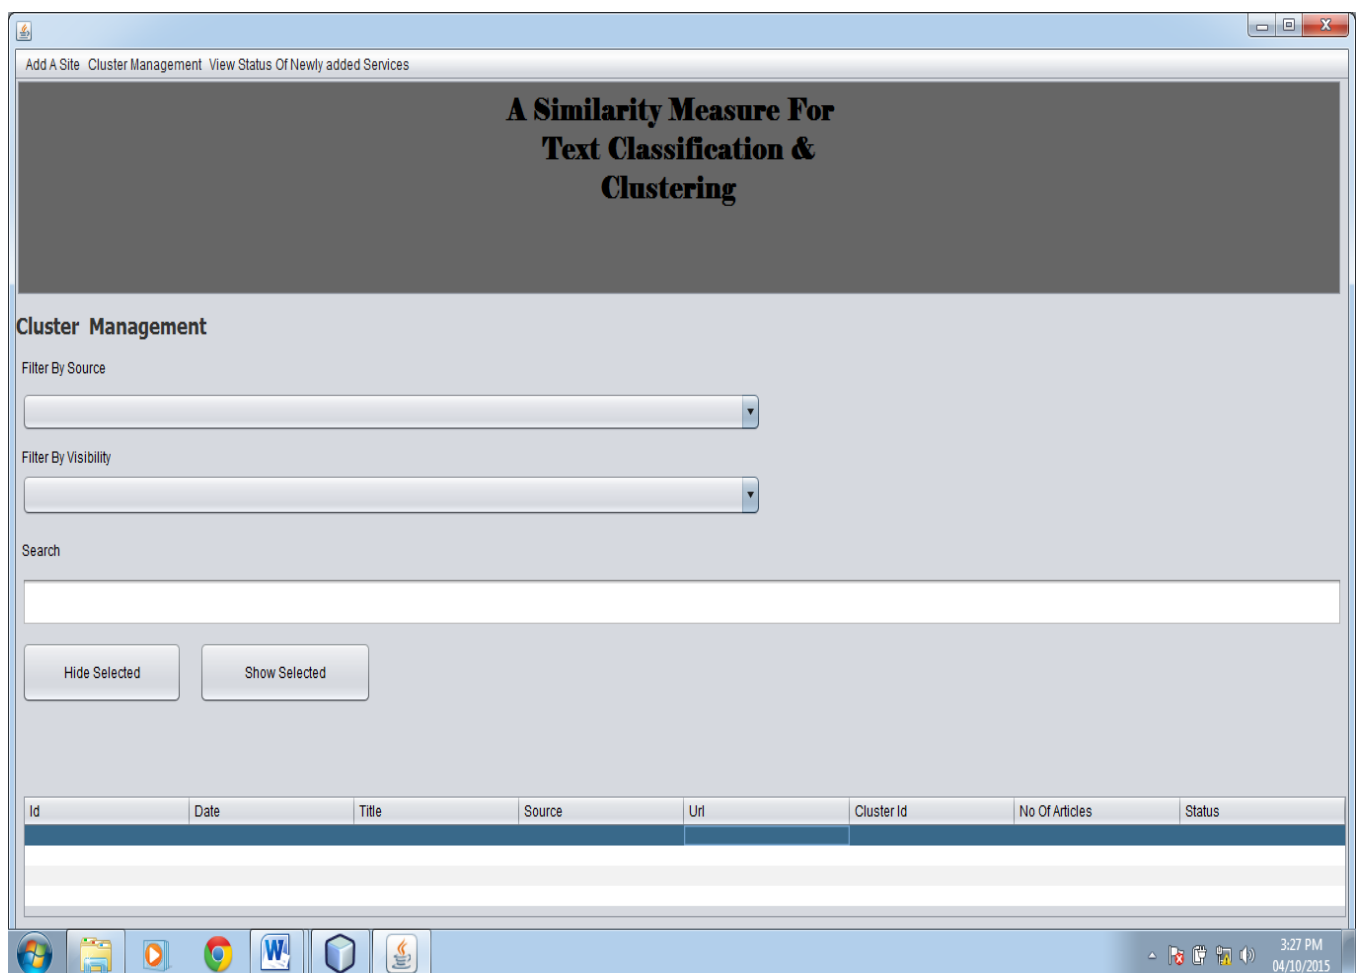 Add A Site Cluster Management View Status Of Newly added Services
A Similarity Measure For
Text Classification &
Clustering
Cluster Management
Filter By Source
Filter By Visibility
Search
Hide Selected Show Selected
Id Date Title Source Url Cluster Id No Of Articles Status
W
3:27 PM
04/10/2015